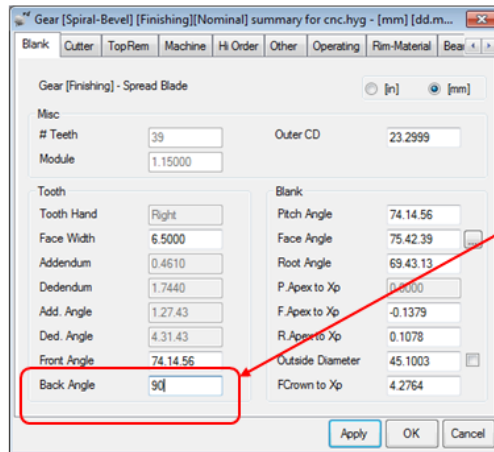 Gear [Spiral-Bevel] [Finishing][Nominal] summary for cnc.hyg - [mm] [dd.m...
Blank Cutter TopRem Machine Hi Order Other Operating Rim-Material Bea
Gear [Finishing] - Spread Blade [in] [mm]
Misc
# Teeth 39 Outer CD 23.2999
Module 1.15000
Tooth Blank
Tooth Hand Right Pitch Angle 74.14.56
Face Width 6.5000 Face Angle 75.42.39 ...
Addendum 0.4610 Root Angle 69.43.13
Dedendum 1.7440 P.Apex to Xp 0.0000
Add. Angle 1.27.43 F.Apex to Xp -0.1379
Ded. Angle 4.31.43 R.Apex to Xp 0.1078
Front Angle 74.14.56 Outside Diameter 45.1003
Back Angle 90 FCrown to Xp 4.2764
Apply OK Cancel